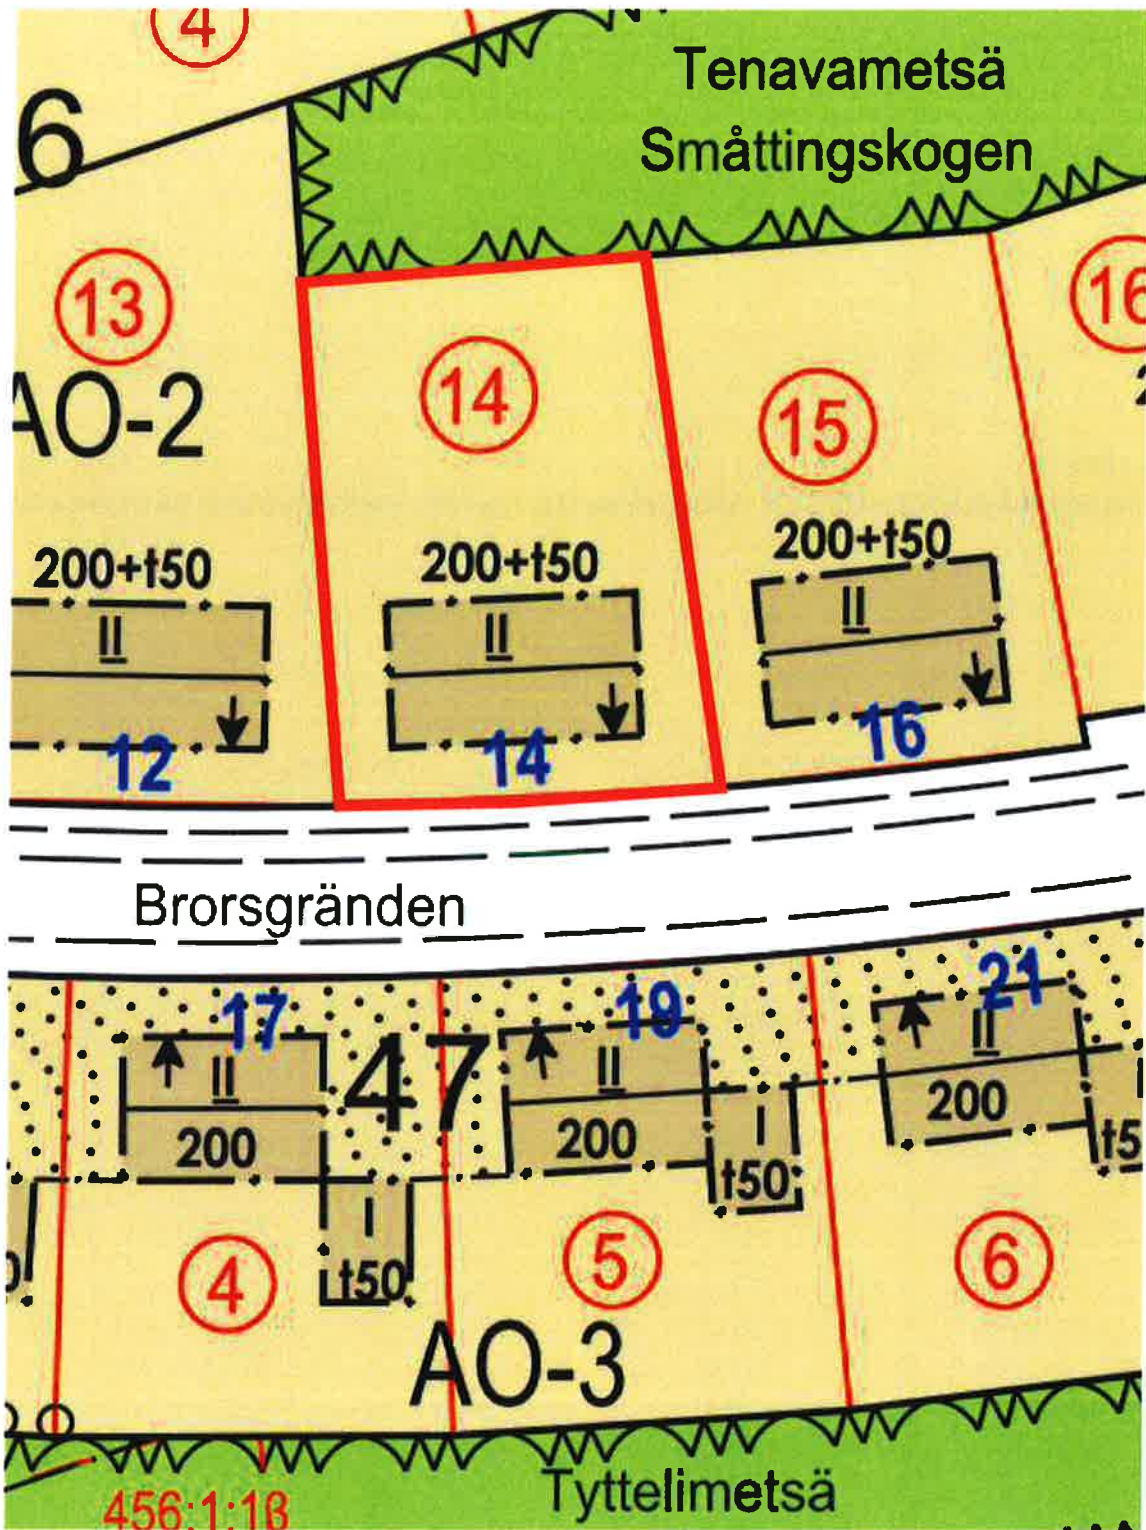 4
Tenavametsä
Småttingskogen
6
13
14
15
16
AO-2
200+t50
200+t50
200+t50
II
II
II
12
14
16
Brorsgränden
17
19
21
47
II
II
II
200
200
200
I
I
t50
t50
4
5
6
AO-3
Tyttelimetsä
456:1:18